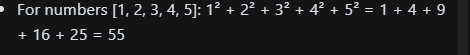 • For numbers [1, 2, 3, 4, 5]: 1² + 2² + 3² + 4² + 5² = 1 + 4 + 9
+ 16 + 25 = 55